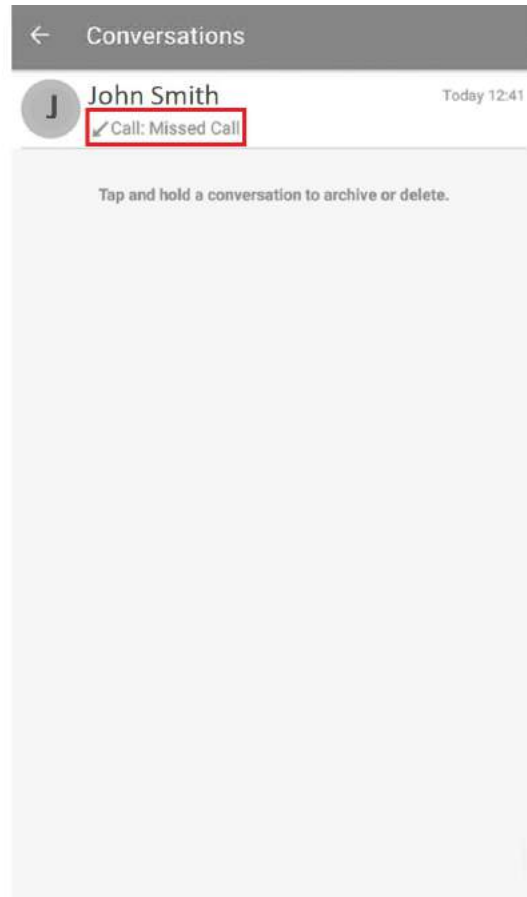 Conversations
J
John Smith
Today 12:41
Call: Missed Call
Tap and hold a conversation to archive or delete.